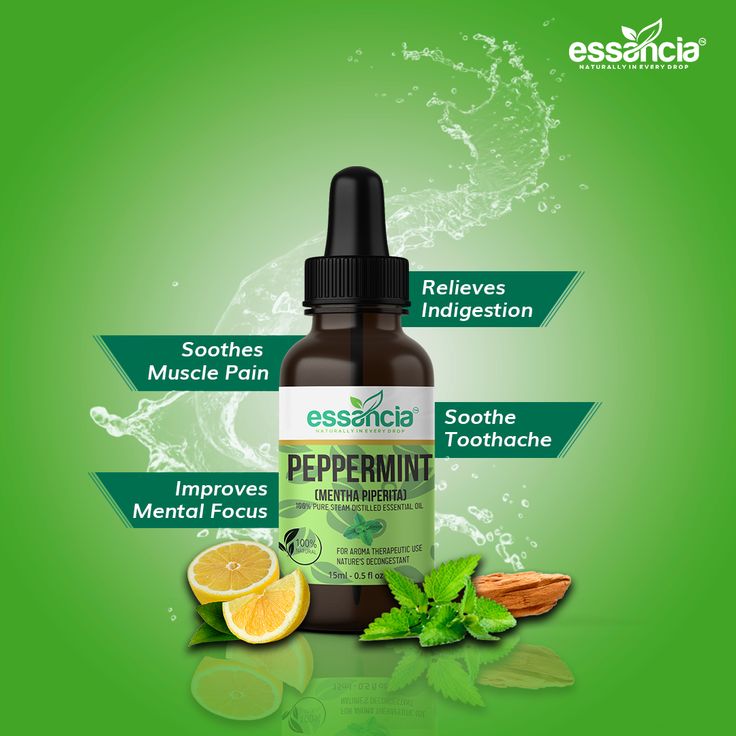 essancia™
NATURALLY IN EVERY DROP
Relieves
Indigestion
Soothes
Muscle Pain
Soothe
Toothache
Improves
Mental Focus
essancia™
NATURALLY IN EVERY DROP
PEPPERMINT
(MENTHA PIPERITA)
100% PURE STEAM DISTILLED ESSENTIAL OIL
100%
NATURAL
FOR AROMA THERAPEUTIC USE
NATURE'S DECONGESTANT
15ml - 0.5 fl oz